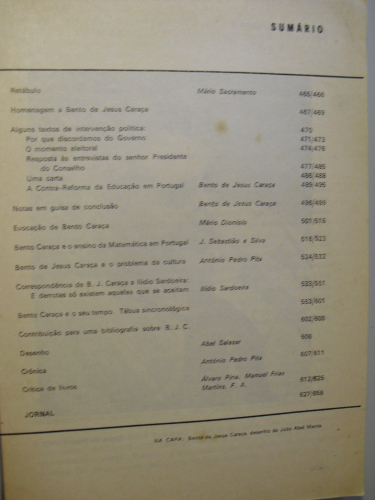 SUMÁRIO
Retábulo Mário Sacramento 465/466
Homenagem a Bento de Jesus Caraça 467/469
Alguns textos de intervenção política: 470
Por que discordamos do Governo 471/473
O momento eleitoral 474/476
Resposta às entrevistas do senhor Presidente
do Conselho 477/485
Uma carta 486/488
A Contra-Reforma da Educação em Portugal Bento de Jesus Caraça 489/495
Notas em guisa de conclusão Bento de Jesus Caraça 496/499
Evocação de Bento Caraça Mário Dionísio
Bento Caraça e o ensino da Matemática em Portugal J. Sebastião e Silva 516/523
Bento de Jesus Caraça e o problema da cultura António Pedro Pita 524/532
Correspondência de B. J. Caraça a Ilídio Sardoeira: 533/551
E derrotas só existem aquelas que se aceitam Ilídio Sardoeira
Bento Caraça e o seu tempo. Tábua sincronológica
Contribuição para uma bibliografia sobre B. J. C. 602/608
Desenho Abel Salazar 606
Crónica António Pedro Pita 607/611
Crítica de livros Álvaro Pina, Manuel Frias
Martins, F. A. 612/625
JORNAL
NA CAPA: Bento de Jesus Caraça, desenho de João Abel Manta